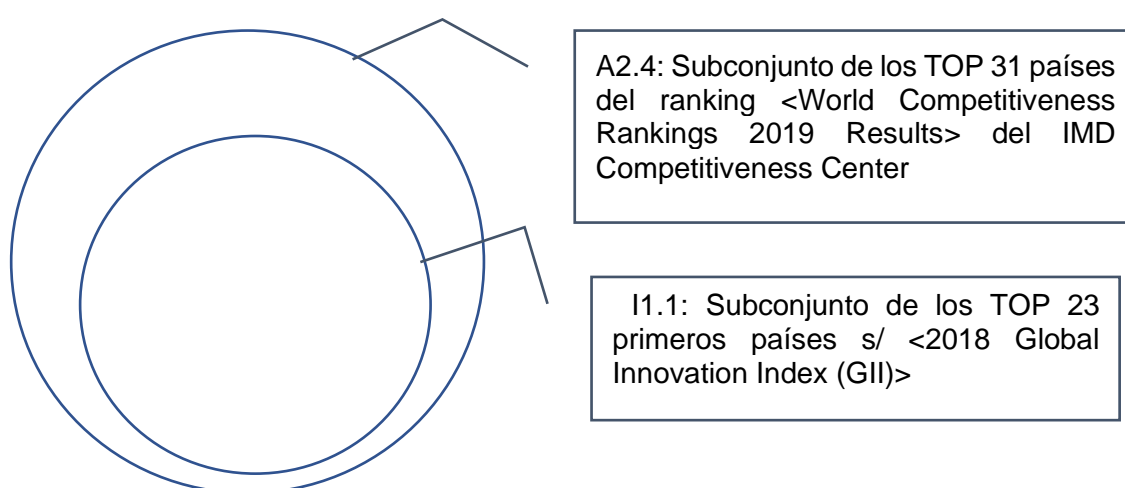 A2.4: Subconjunto de los TOP 31 países
del ranking <World Competitiveness
Rankings 2019 Results> del IMD
Competitiveness Center
I1.1: Subconjunto de los TOP 23
primeros países s/ <2018 Global
Innovation Index (GII)>